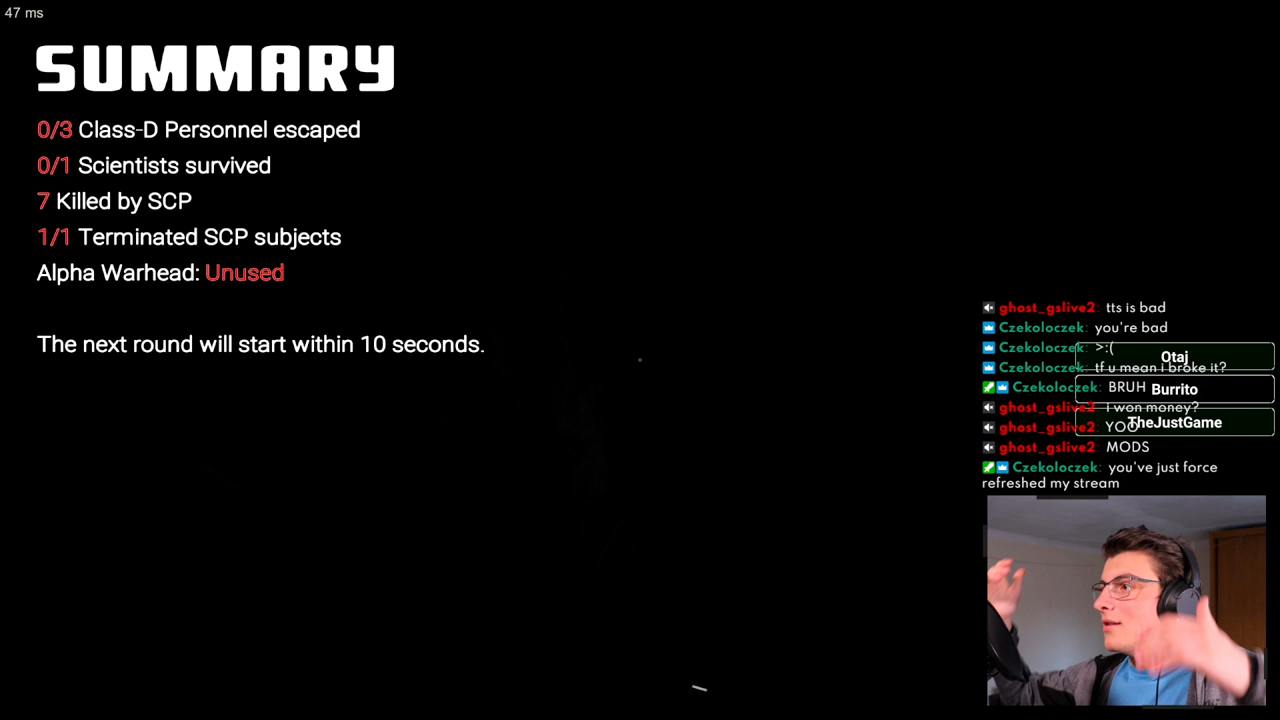 47 ms
SUMMARY
0/3 Class-D Personnel escaped
0/1 Scientists survived
7 Killed by SCP
1/1 Terminated SCP subjects
Alpha Warhead: Unused
The next round will start within 10 seconds.
ghost_gslive2: tts is bad
Czekoloczek: you're bad
Czekoloczek: >:(
Otaj
Czekoloczek: tf u mean i broke it?
Czekoloczek: BRUH
Burrito
ghost_gslive2: i won money?
ghost_gslive2: YOO
TheJustGame
ghost_gslive2: MODS
Czekoloczek: you've just force
refreshed my stream